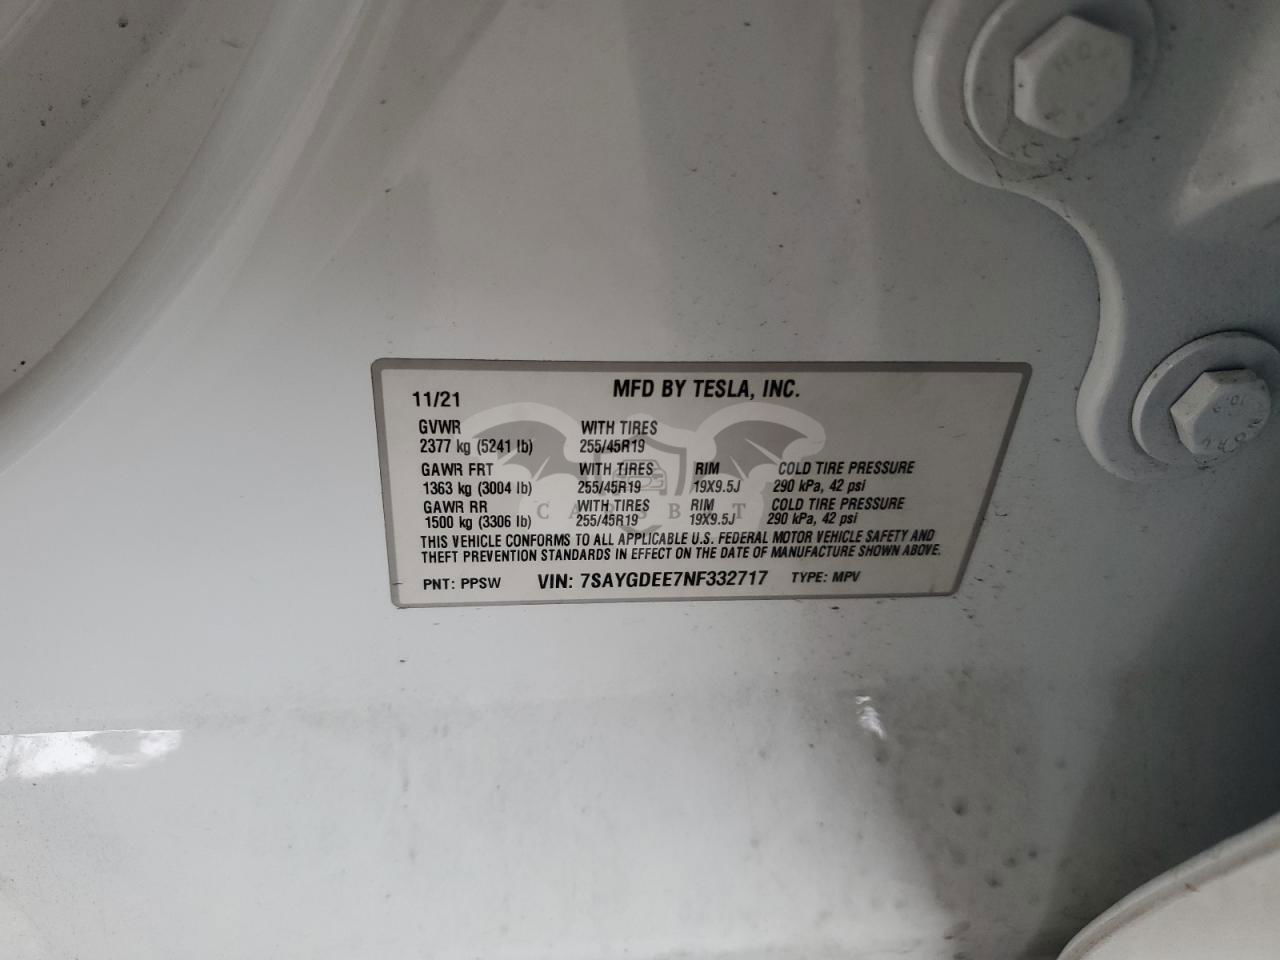 11/21 MFD BY TESLA, INC.
GVWR WITH TIRES
2377 kg (5241 lb) 255/45R19
GAWR FRT WITH TIRES RIM COLD TIRE PRESSURE
1363 kg (3004 lb) 255/45R19 19X9.5J 290 kPa, 42 psi
GAWR RR WITH TIRES RIM COLD TIRE PRESSURE
1500 kg (3306 lb) 255/45R19 19X9.5J 290 kPa, 42 psi
THIS VEHICLE CONFORMS TO ALL APPLICABLE U.S. FEDERAL MOTOR VEHICLE SAFETY AND
THEFT PREVENTION STANDARDS IN EFFECT ON THE DATE OF MANUFACTURE SHOWN ABOVE.
PNT: PPSW VIN: 7SAYGDEE7NF332717 TYPE: MPV